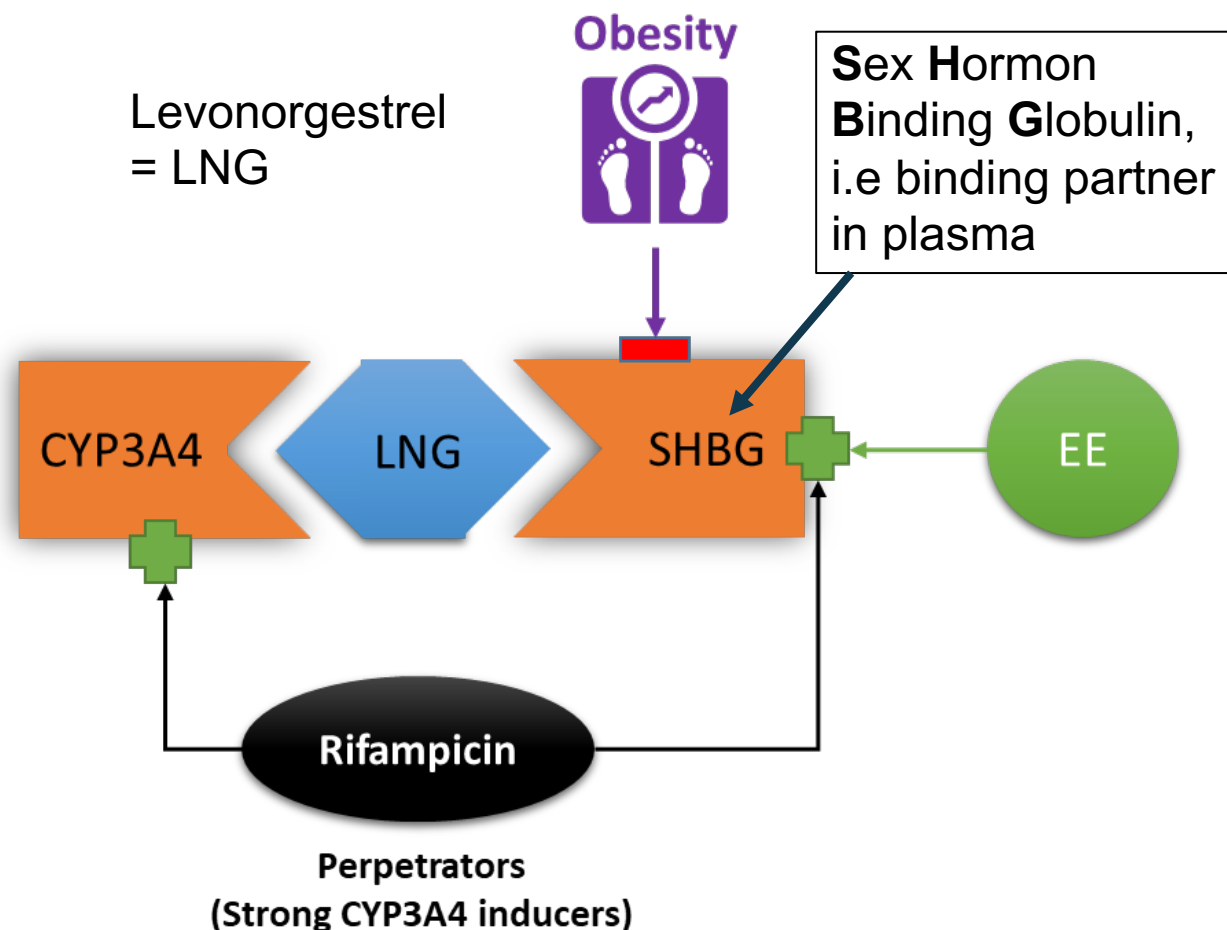 Obesity
Levonorgestrel
= LNG
Sex Hormon
Binding Globulin,
i.e binding partner
in plasma
CYP3A4
LNG
SHBG
EE
Rifampicin
Perpetrators
(Strong CYP3A4 inducers)